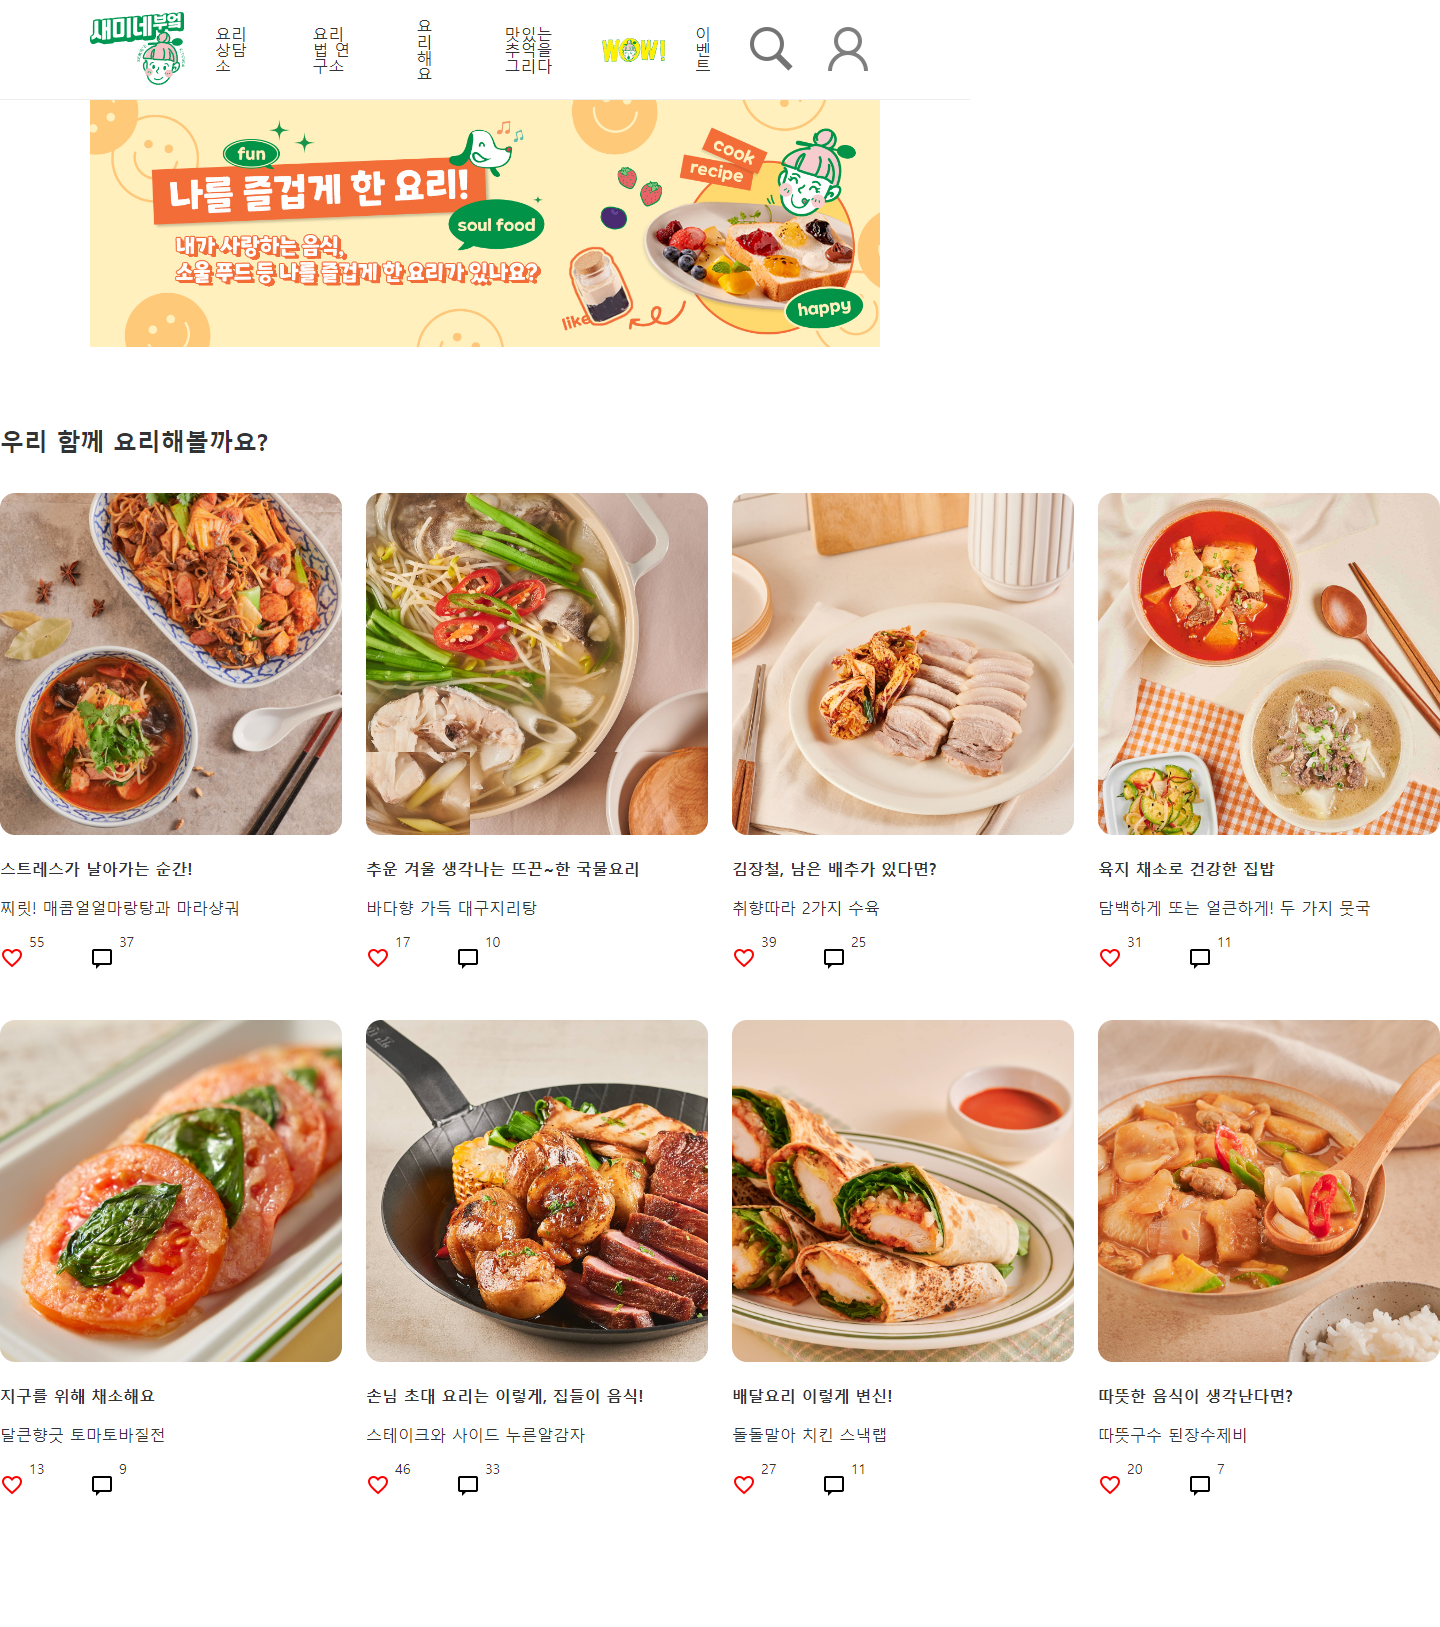 새미네부엌
요리
상담
소
요리
법 연
구소
요
리
해
요
맛있는
추억을
그리다
WOW!
이
벤
트
fun
나를 즐겁게 한 요리!
soul food
내가 사랑하는 음식,
소울 푸드 등 나를 즐겁게 한 요리가 있나요?
cook
recipe
like
happy
우리 함께 요리해볼까요?
스트레스가 날아가는 순간!
찌릿! 매콤얼얼마랑탕과 마라샹궈
55 37
추운 겨울 생각나는 뜨끈~한 국물요리
바다향 가득 대구지리탕
17 10
김장철, 남은 배추가 있다면?
취향따라 2가지 수육
39 25
육지 채소로 건강한 집밥
담백하게 또는 얼큰하게! 두 가지 뭇국
31 11
지구를 위해 채소해요
달큰향긋 토마토바질전
13 9
손님 초대 요리는 이렇게, 집들이 음식!
스테이크와 사이드 누른알감자
46 33
배달요리 이렇게 변신!
돌돌말아 치킨 스낵랩
27 11
따뜻한 음식이 생각난다면?
따뜻구수 된장수제비
20 7